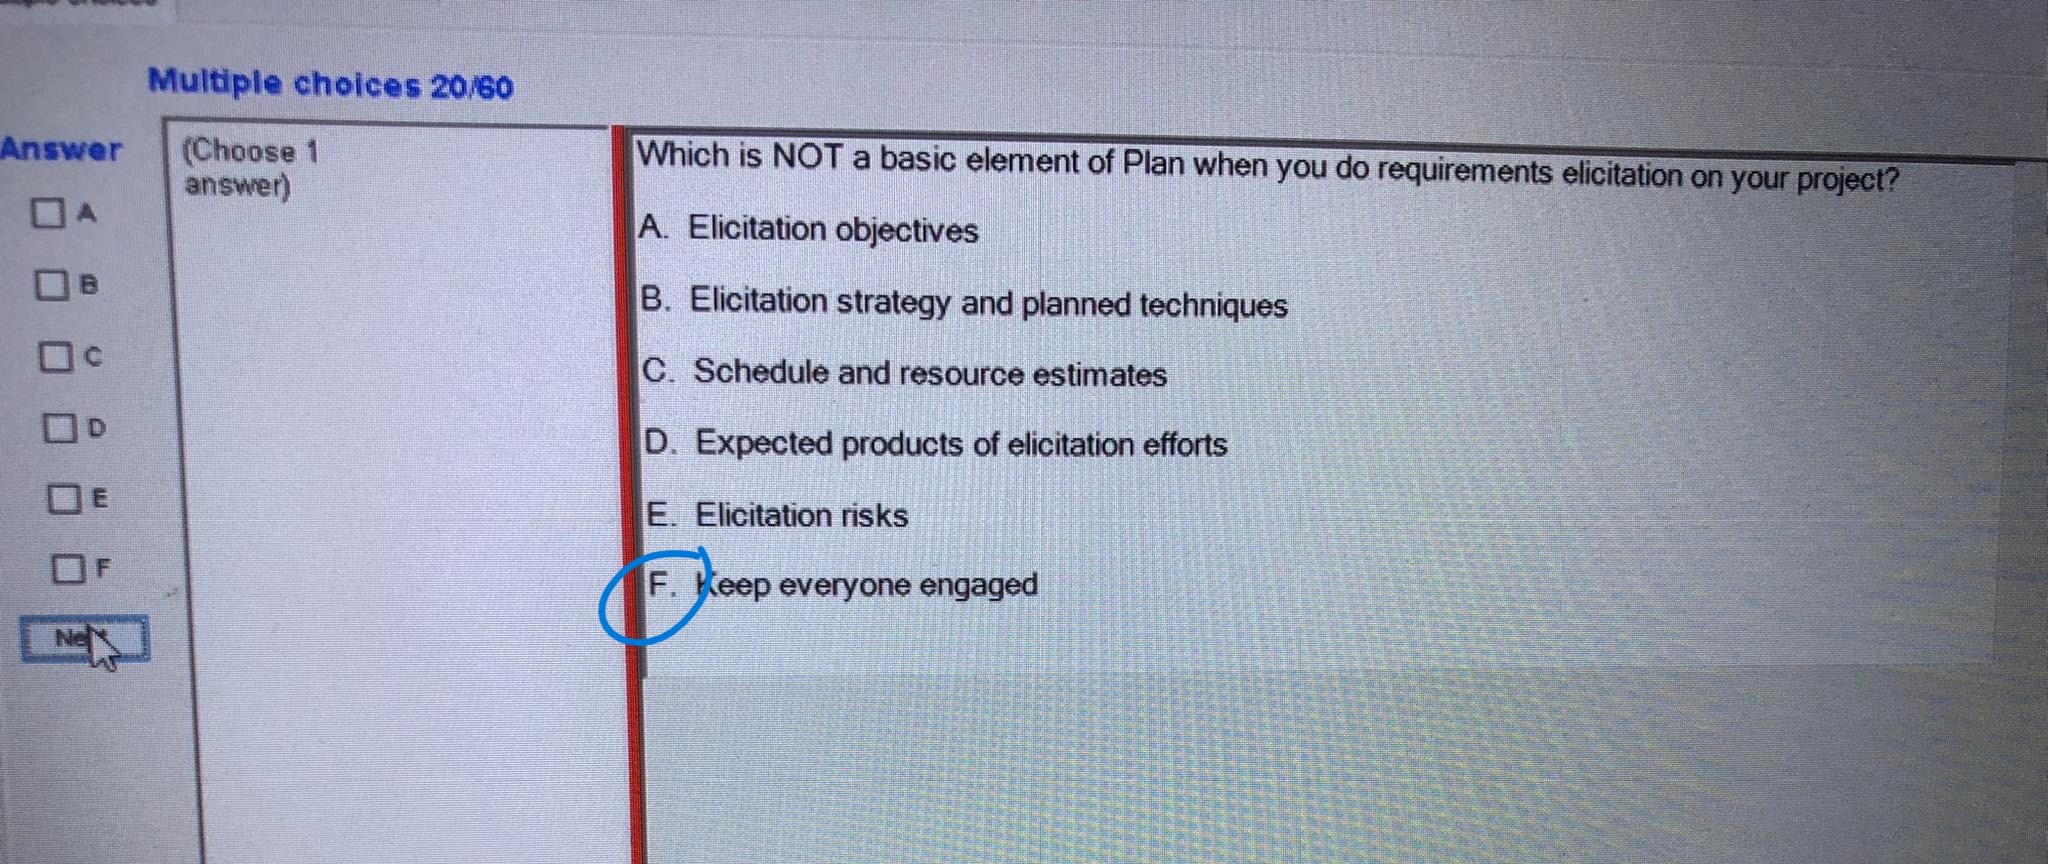 Multiple choices 20/60
Answer
(Choose 1
answer)
A
B
C
D
E
F
Which is NOT a basic element of Plan when you do requirements elicitation on your project?
A. Elicitation objectives
B. Elicitation strategy and planned techniques
C. Schedule and resource estimates
D. Expected products of elicitation efforts
E. Elicitation risks
F. Keep everyone engaged